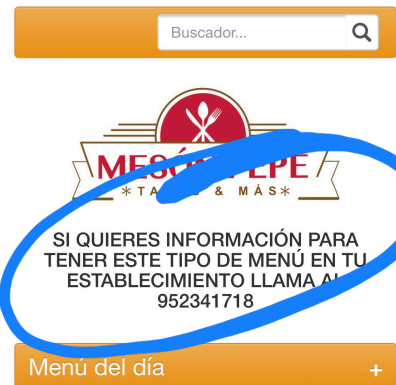 Buscador...
SI QUIERES INFORMACIÓN PARA
TENER ESTE TIPO DE MENÚ EN TU
ESTABLECIMIENTO LLAMA AL
952341718
Menú del día
+
& MÁS